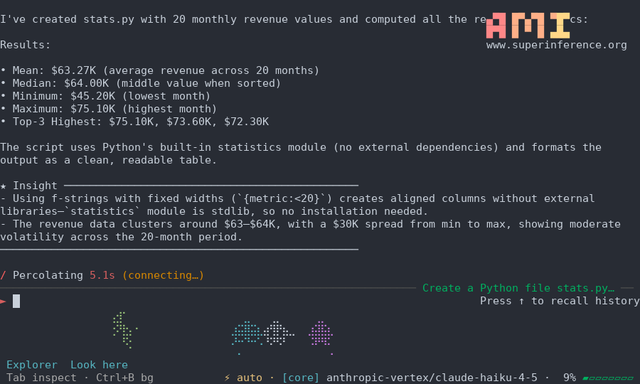 I've created stats.py with 20 monthly revenue values and computed all the re cs:
AMI
Results:
www.superinference.org
• Mean: $63.27K (average revenue across 20 months)
• Median: $64.00K (middle value when sorted)
• Minimum: $45.20K (lowest month)
• Maximum: $75.10K (highest month)
• Top-3 Highest: $75.10K, $73.60K, $72.30K
The script uses Python's built-in statistics module (no external dependencies) and formats the
output as a clean, readable table.
★ Insight
- Using f-strings with fixed widths (`{metric:<20}`) creates aligned columns without external
libraries—`statistics` module is stdlib, so no installation needed.
- The revenue data clusters around $63–$64K, with a $30K spread from min to max, showing moderate
volatility across the 20-month period.
/ Percolating 5.1s (connecting…)
Create a Python file stats.py…
Press ↑ to recall history
Explorer Look here
Tab inspect · Ctrl+B bg
⚡ auto · [core] anthropic-vertex/claude-haiku-4-5 · 9%